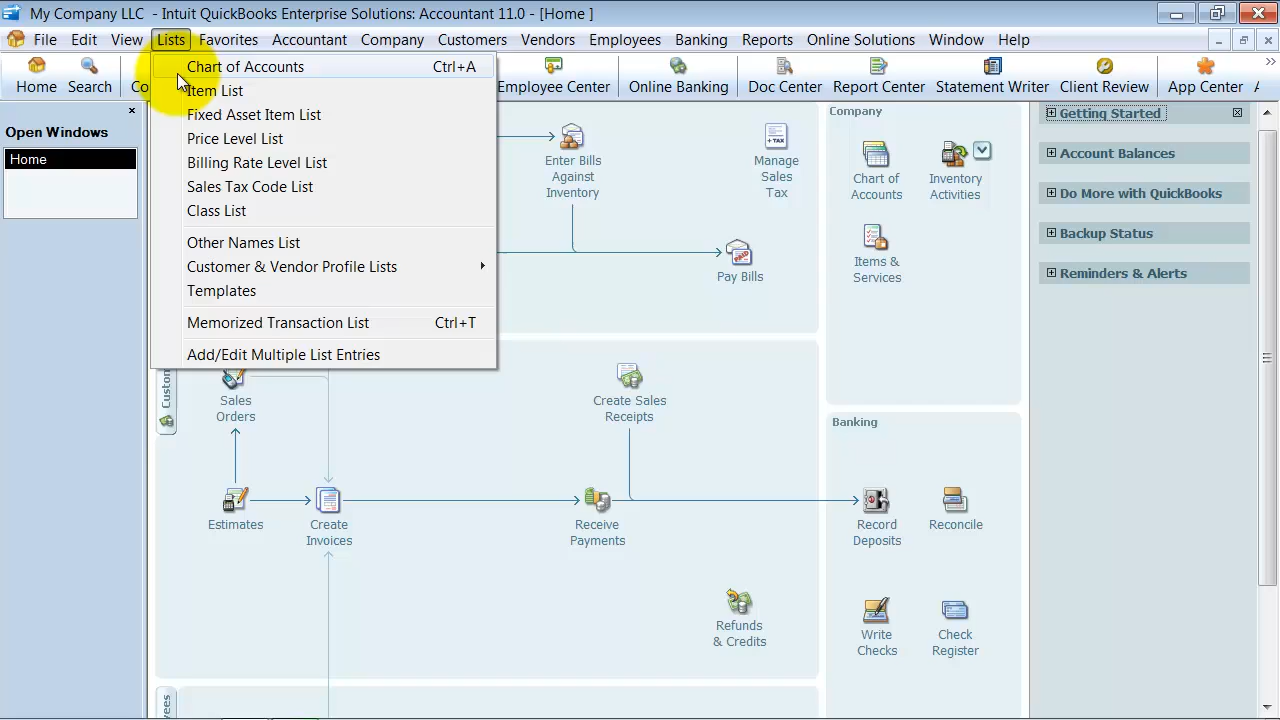 My Company LLC - Intuit QuickBooks Enterprise Solutions: Accountant 11.0 - [Home ]
File Edit View Lists Favorites Accountant Company Customers Vendors Employees Banking Reports Online Solutions Window Help
Home Search Co Employee Center Online Banking Doc Center Report Center Statement Writer Client Review App Center
Chart of Accounts Ctrl+A
Item List
Fixed Asset Item List
Price Level List
Billing Rate Level List
Sales Tax Code List
Class List
Other Names List
Customer & Vendor Profile Lists
Templates
Memorized Transaction List Ctrl+T
Add/Edit Multiple List Entries
Open Windows
Home
Enter Bills
Against
Inventory
Manage
Sales
Tax
Pay Bills
Company
Chart of
Accounts
Inventory
Activities
Items &
Services
Getting Started
Account Balances
Do More with QuickBooks
Backup Status
Reminders & Alerts
Custom
Sales
Orders
Create Sales
Receipts
Estimates
Create
Invoices
Receive
Payments
Refunds
& Credits
Banking
Record
Deposits
Reconcile
Write
Checks
Check
Register
ees